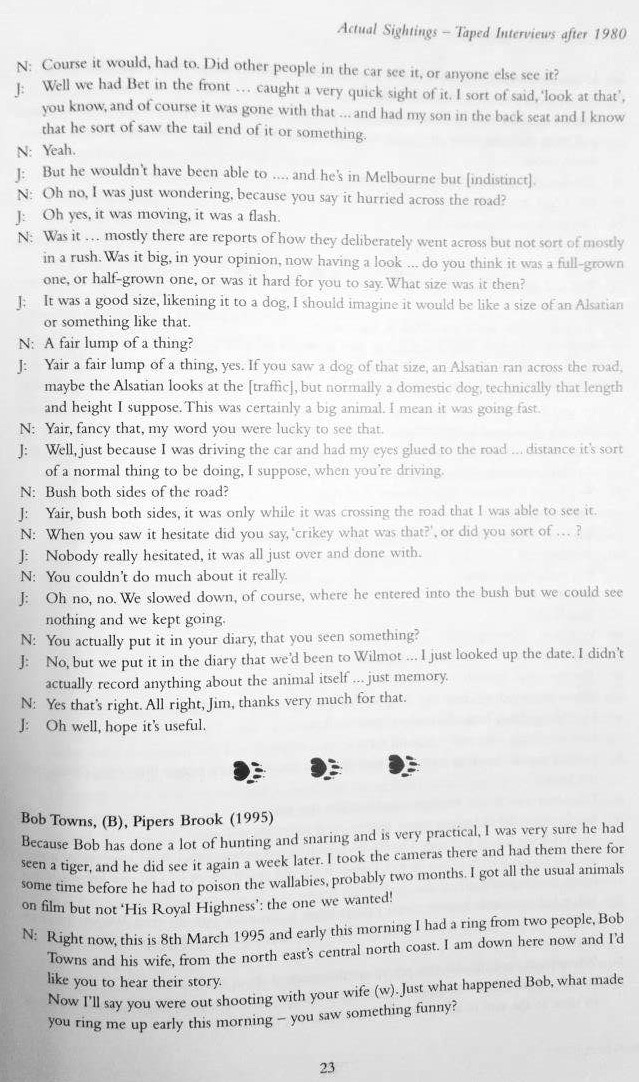 Actual Sightings – Taped Interviews after 1980
N: Course it would, had to. Did other people in the car see it, or anyone else see it?
J: Well we had Bet in the front … caught a very quick sight of it. I sort of said, 'look at that',
you know, and of course it was gone with that ... and had my son in the back seat and I know
that he sort of saw the tail end of it or something.
N: Yeah.
J: But he wouldn't have been able to .... and he's in Melbourne but [indistinct].
N: Oh no, I was just wondering, because you say it hurried across the road?
J: Oh yes, it was moving, it was a flash.
N: Was it … mostly there are reports of how they deliberately went across but not sort of mostly
in a rush. Was it big, in your opinion, now having a look ... do you think it was a full-grown
one, or half-grown one, or was it hard for you to say. What size was it then?
J: It was a good size, likening it to a dog, I should imagine it would be like a size of an Alsatian
or something like that.
N: A fair lump of a thing?
J: Yair a fair lump of a thing, yes. If you saw a dog of that size, an Alsatian ran across the road,
maybe the Alsatian looks at the [traffic], but normally a domestic dog, technically that length
and height I suppose. This was certainly a big animal. I mean it was going fast.
N: Yair, fancy that, my word you were lucky to see that.
J: Well, just because I was driving the car and had my eyes glued to the road ... distance it's sort
of a normal thing to be doing, I suppose, when you're driving.
N: Bush both sides of the road?
J: Yair, bush both sides, it was only while it was crossing the road that I was able to see it.
N: When you saw it hesitate did you say, 'crikey what was that?', or did you sort of … ?
J: Nobody really hesitated, it was all just over and done with.
N: You couldn't do much about it really.
J: Oh no, no. We slowed down, of course, where he entered into the bush but we could see
nothing and we kept going.
N: You actually put it in your diary, that you seen something?
J: No, but we put it in the diary that we'd been to Wilmot ... I just looked up the date. I didn't
actually record anything about the animal itself ... just memory.
N: Yes that's right. All right, Jim, thanks very much for that.
J: Oh well, hope it's useful.
Bob Towns, (B), Pipers Brook (1995)
Because Bob has done a lot of hunting and snaring and is very practical, I was very sure he had
seen a tiger, and he did see it again a week later. I took the cameras there and had them there for
some time before he had to poison the wallabies, probably two months. I got all the usual animals
on film but not 'His Royal Highness': the one we wanted!
N: Right now, this is 8th March 1995 and early this morning I had a ring from two people, Bob
Towns and his wife, from the north east's central north coast. I am down here now and I'd
like you to hear their story.
Now I'll say you were out shooting with your wife (w). Just what happened Bob, what made
you ring me up early this morning – you saw something funny?
23